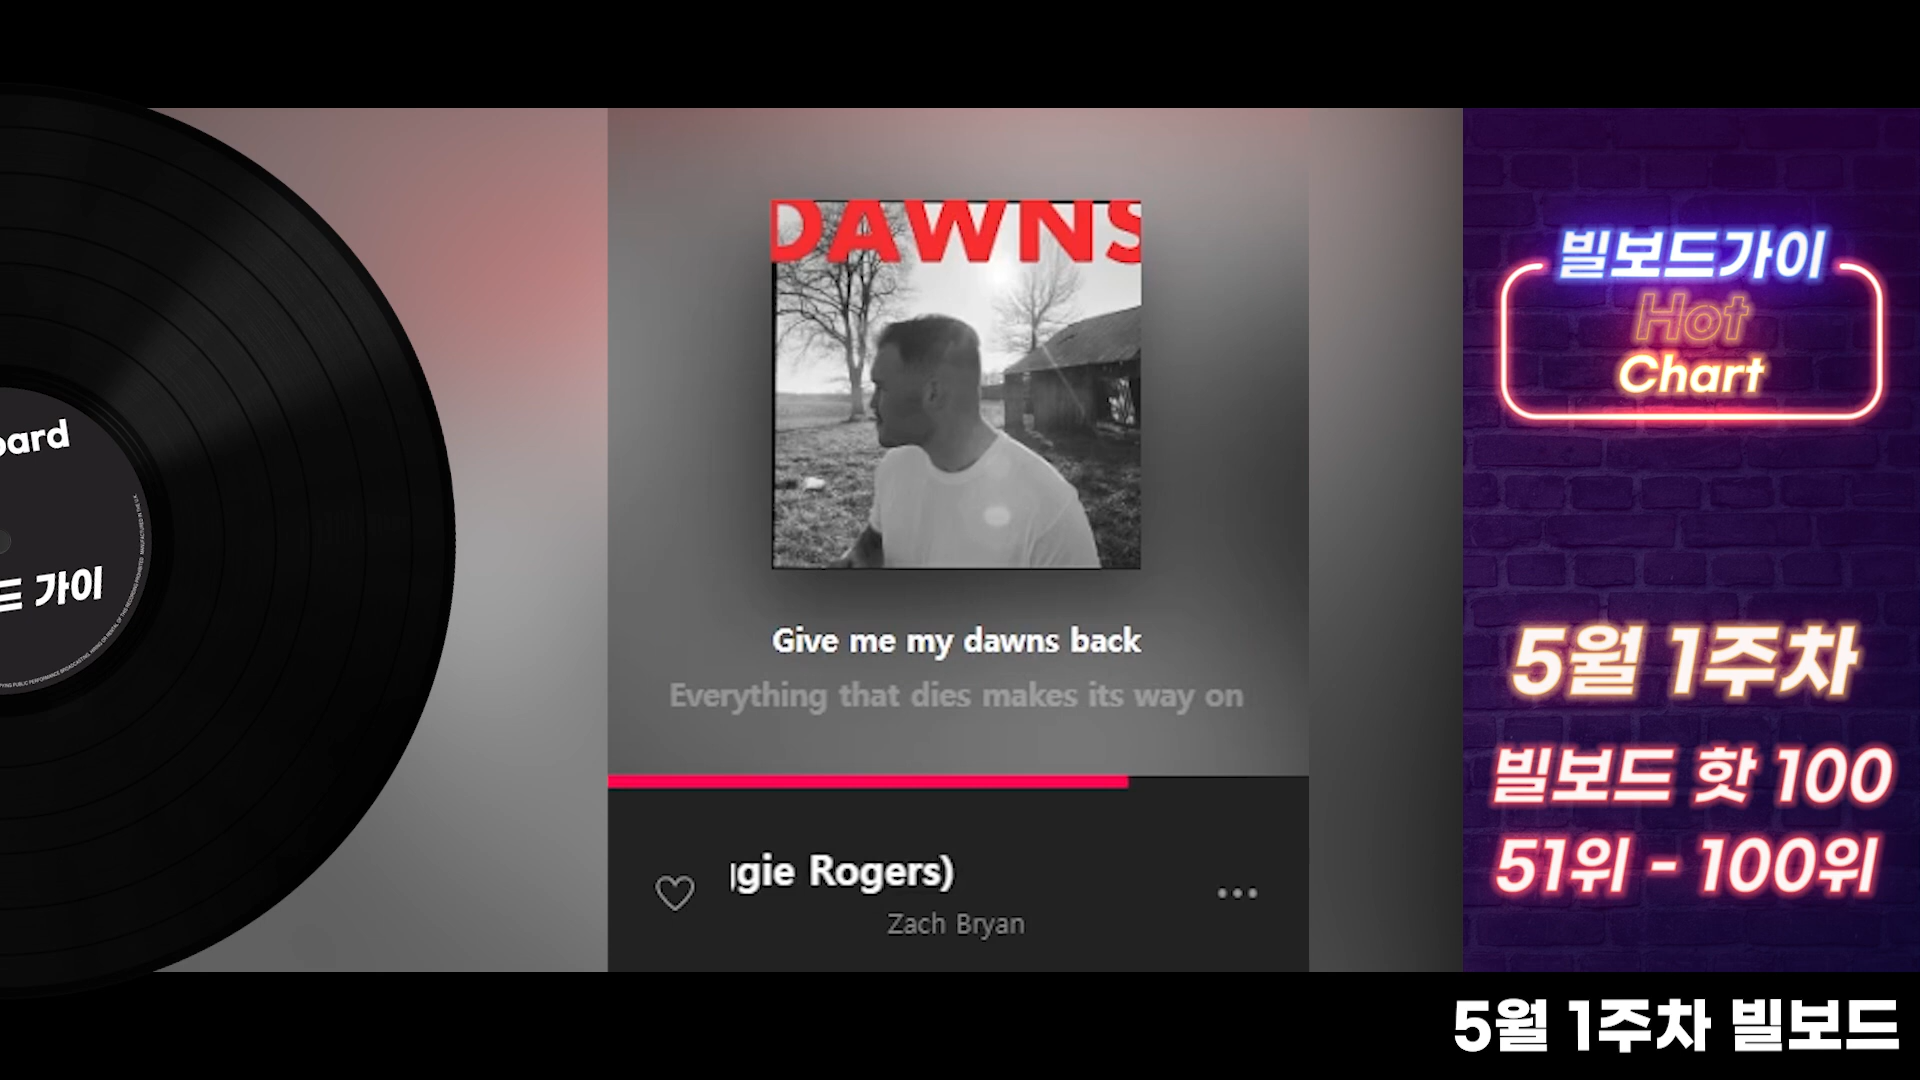 oard
드 가이
DAWNS
Give me my dawns back
Everything that dies makes its way on
gie Rogers)
Zach Bryan
빌보드가이
Hot
Chart
5월 1주차
빌보드 핫 100
51위 - 100위
5월 1주차 빌보드